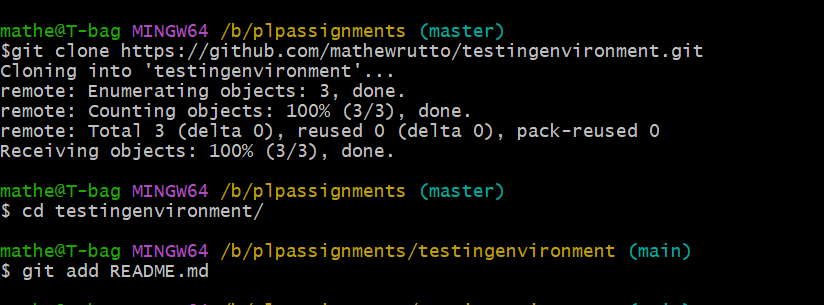 mathe@T-bag MINGW64 /b/plpassignments (master)
$git clone https://github.com/mathewrutto/testingenvironment.git
Cloning into 'testingenvironment'...
remote: Enumerating objects: 3, done.
remote: Counting objects: 100% (3/3), done.
remote: Total 3 (delta 0), reused 0 (delta 0), pack-reused 0
Receiving objects: 100% (3/3), done.
mathe@T-bag MINGW64 /b/plpassignments (master)
$ cd testingenvironment/
mathe@T-bag MINGW64 /b/plpassignments/testingenvironment (main)
$ git add README.md